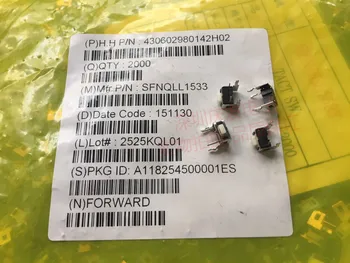 (P)H.H P/N : 430602980142H02
(Q)QTY : 2000
(M)Mfr.P/N : SFNQLL1533
(D)Date Code : 151130
(L)Lot# : 2525KQL01
(S)PKG ID: A118254500001ES
(N)FORWARD